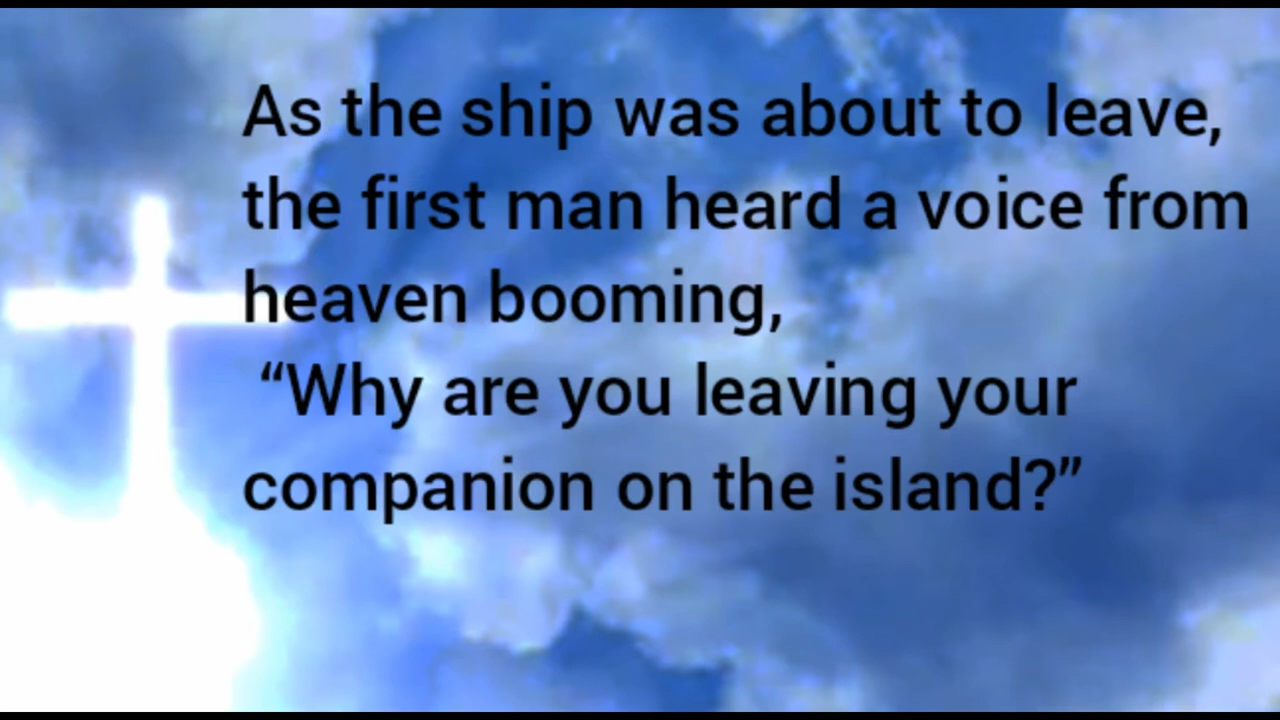 As the ship was about to leave,
the first man heard a voice from
heaven booming,
“Why are you leaving your
companion on the island?”